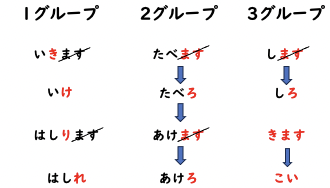 1グループ 2グループ 3グループ
いきます たべます します
いけ たべろ しろ
はしります あけます きます
はしれ あけろ こい